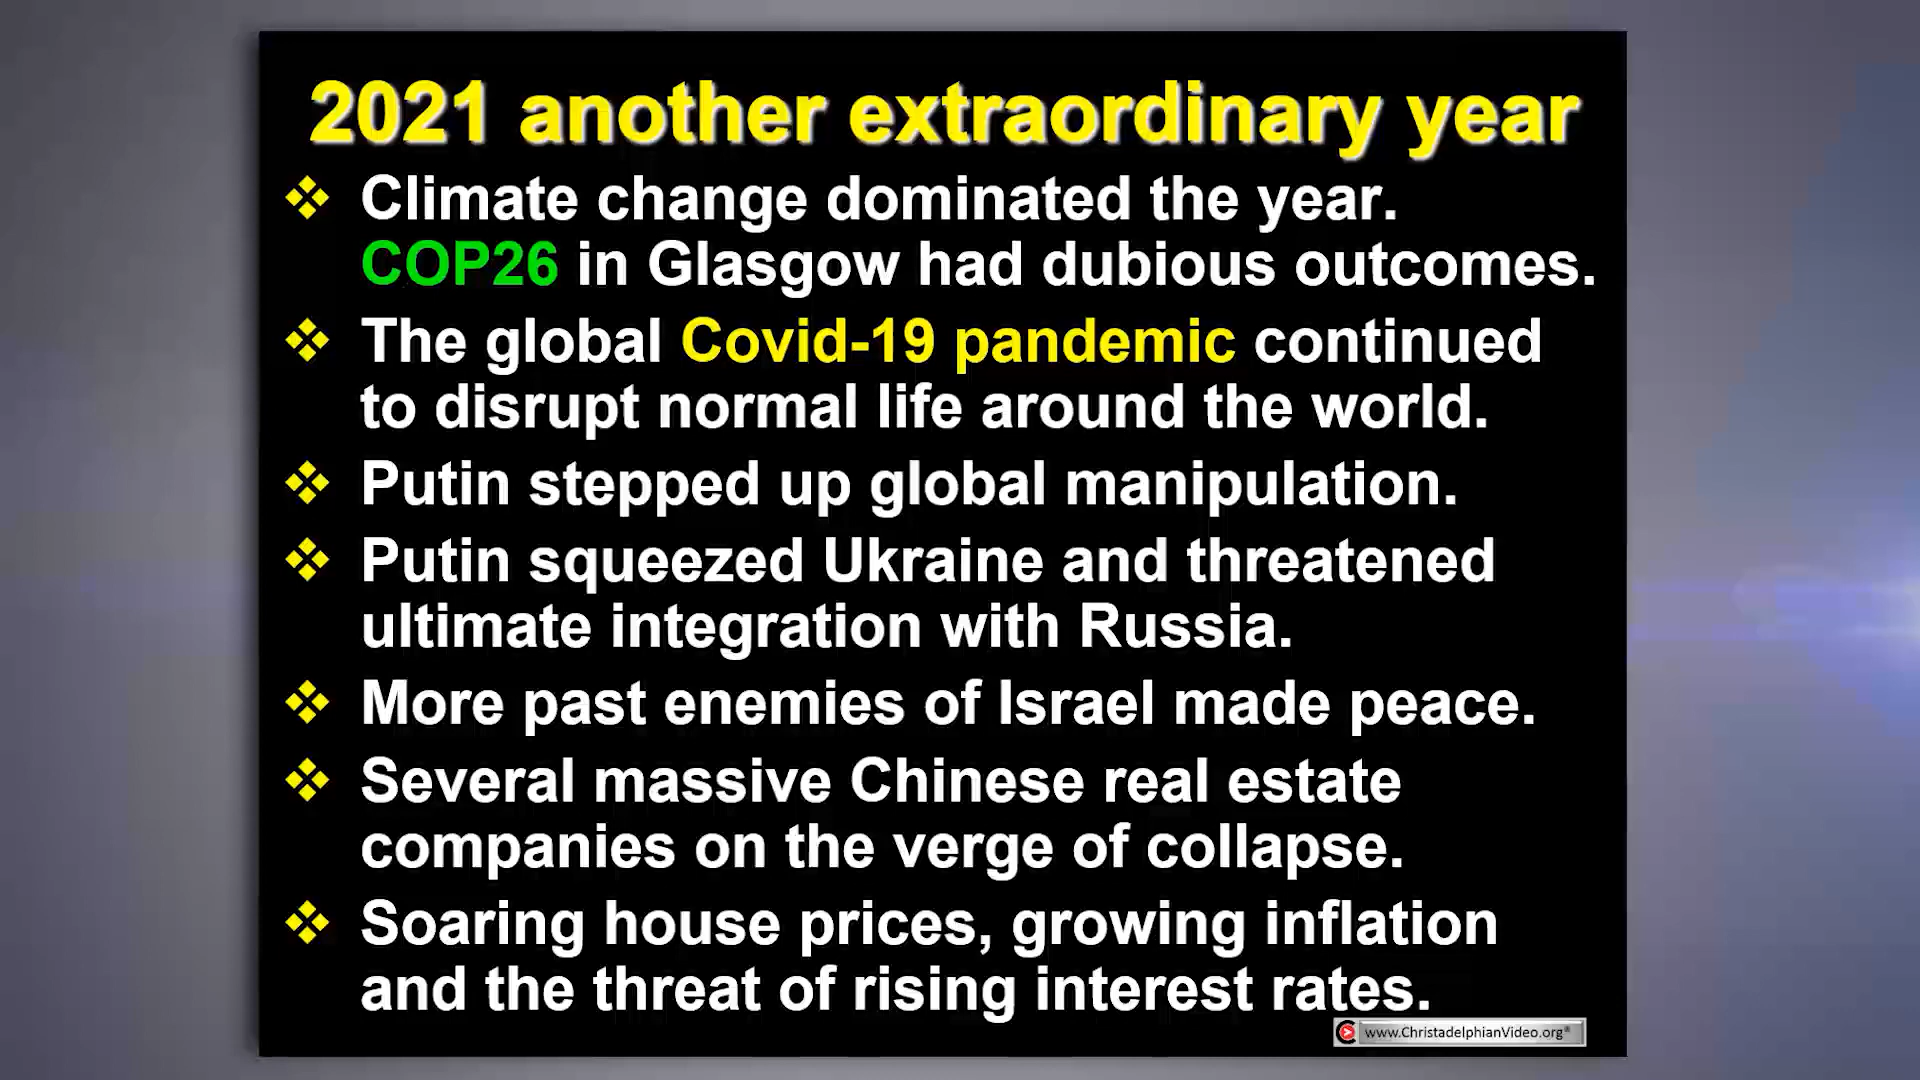 2021 another extraordinary year
❖ Climate change dominated the year.
COP26 in Glasgow had dubious outcomes.
❖ The global Covid-19 pandemic continued
to disrupt normal life around the world.
❖ Putin stepped up global manipulation.
❖ Putin squeezed Ukraine and threatened
ultimate integration with Russia.
❖ More past enemies of Israel made peace.
❖ Several massive Chinese real estate
companies on the verge of collapse.
❖ Soaring house prices, growing inflation
and the threat of rising interest rates.
www.ChristadelphianVideo.org®